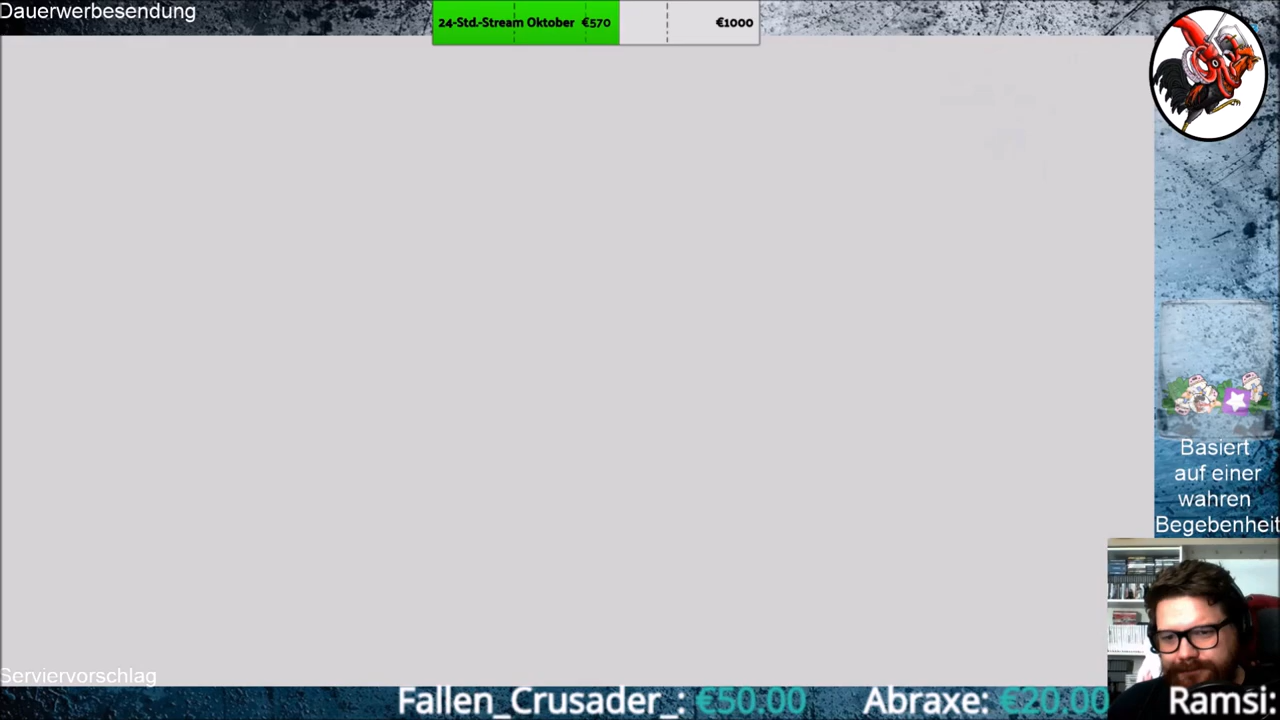 Dauerwerbesendung
24-Std.-Stream Oktober €570 €1000
Basiert
auf einer
wahren
Begebenheit
Serviervorschlag
Fallen_Crusader_: €50.00 Abraxe: €20.00 Ramsi: